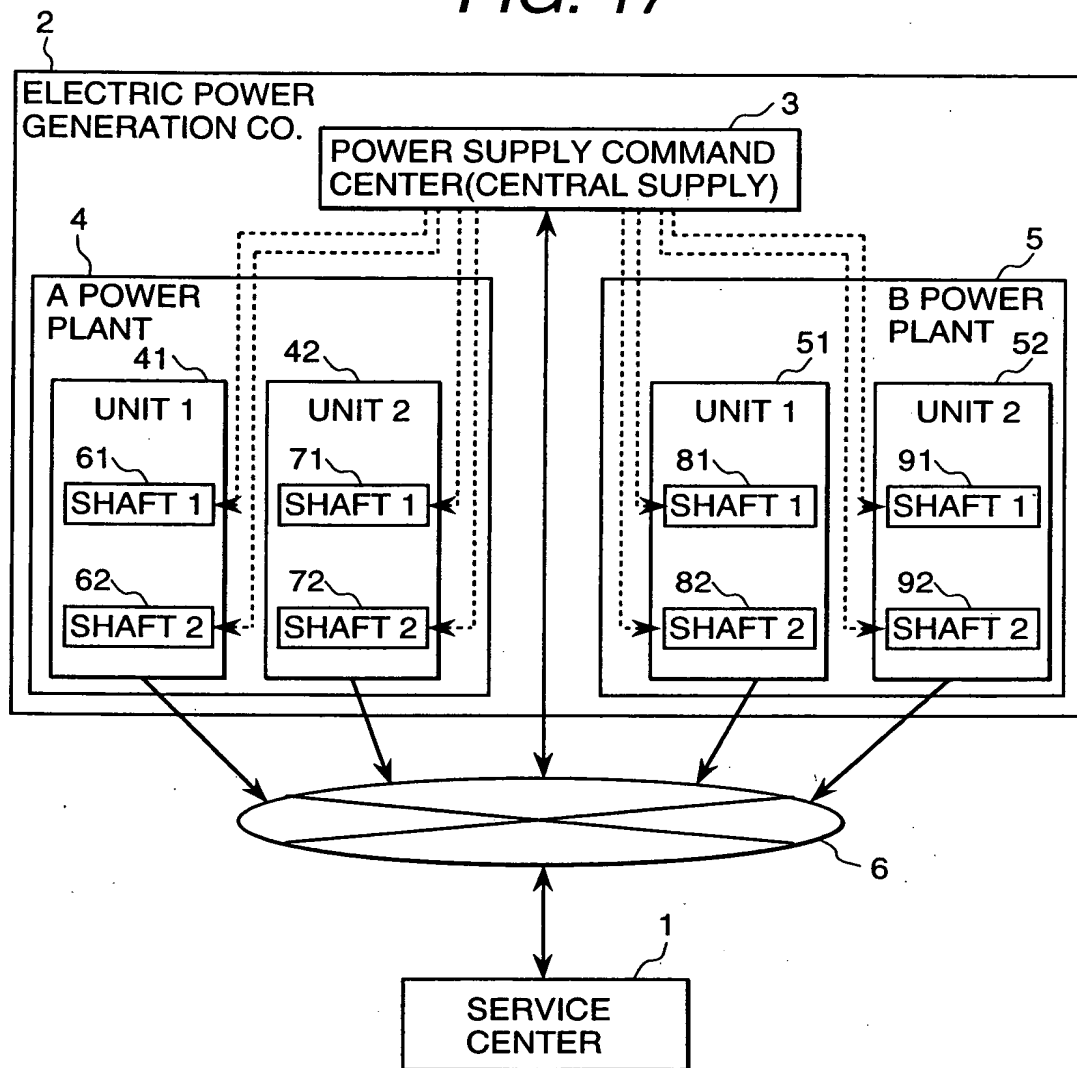 FIG. 17
2
ELECTRIC POWER
GENERATION CO.
3
POWER SUPPLY COMMAND
CENTER(CENTRAL SUPPLY)
4
A POWER
PLANT
5
B POWER
PLANT
41
UNIT 1
42
UNIT 2
51
UNIT 1
52
UNIT 2
61
SHAFT 1
71
SHAFT 1
81
SHAFT 1
91
SHAFT 1
62
SHAFT 2
72
SHAFT 2
82
SHAFT 2
92
SHAFT 2
6
1
SERVICE
CENTER